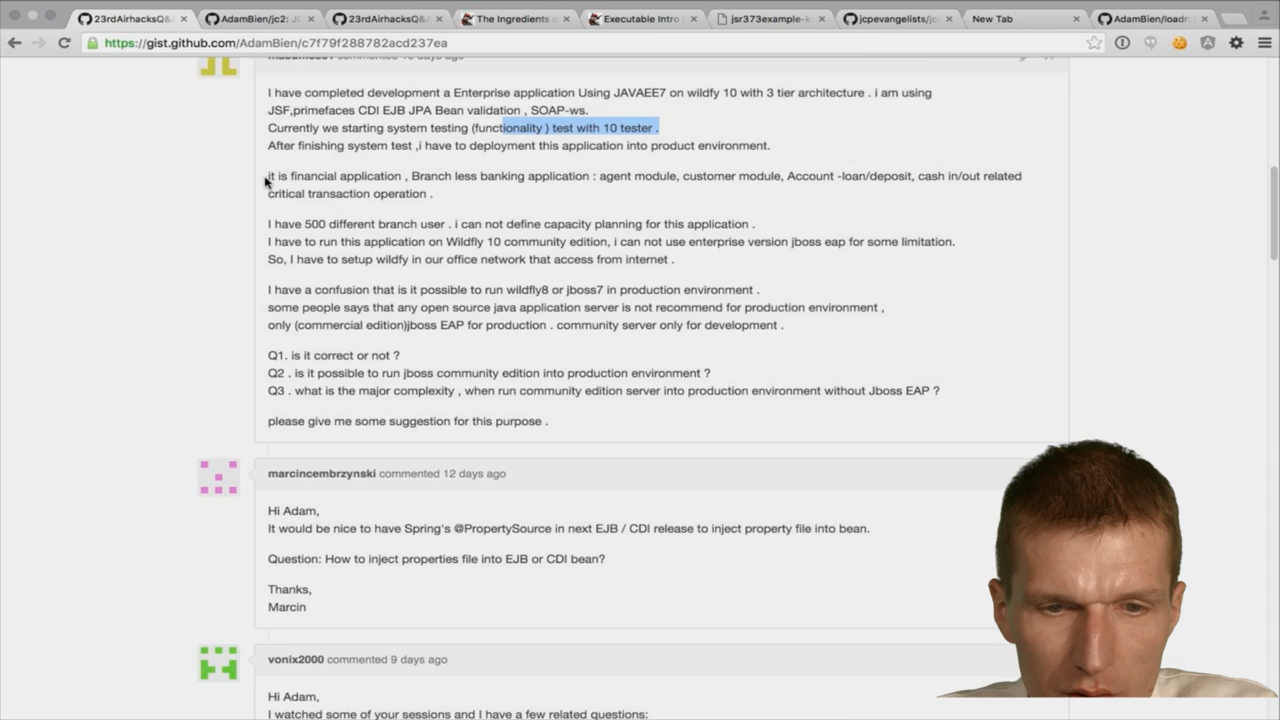 23rdAirhacksQ
AdamBien/jc2: J
23rdAirhacksQ
The Ingredients o
Executable Intro
jsr373example-k
jcpevangelists/jc
New Tab
AdamBien/loadr:
https://gist.github.com/AdamBien/c7f79f288782acd237ea
I have completed development a Enterprise application Using JAVAEE7 on wildfy 10 with 3 tier architecture . i am using
JSF,primefaces CDI EJB JPA Bean validation , SOAP-ws.
Currently we starting system testing (functionality ) test with 10 tester .
After finishing system test ,i have to deployment this application into product environment.
it is financial application , Branch less banking application : agent module, customer module, Account -loan/deposit, cash in/out related
critical transaction operation .
I have 500 different branch user . i can not define capacity planning for this application .
I have to run this application on Wildfly 10 community edition, i can not use enterprise version jboss eap for some limitation.
So, I have to setup wildfy in our office network that access from internet .
I have a confusion that is it possible to run wildfly8 or jboss7 in production environment .
some people says that any open source java application server is not recommend for production environment ,
only (commercial edition)jboss EAP for production . community server only for development .
Q1. is it correct or not ?
Q2 . is it possible to run jboss community edition into production environment ?
Q3 . what is the major complexity , when run community edition server into production environment without Jboss EAP ?
please give me some suggestion for this purpose .
marcincembrzynski commented 12 days ago
Hi Adam,
It would be nice to have Spring's @PropertySource in next EJB / CDI release to inject property file into bean.
Question: How to inject properties file into EJB or CDI bean?
Thanks,
Marcin
vonix2000 commented 9 days ago
Hi Adam,
I watched some of your sessions and I have a few related questions: